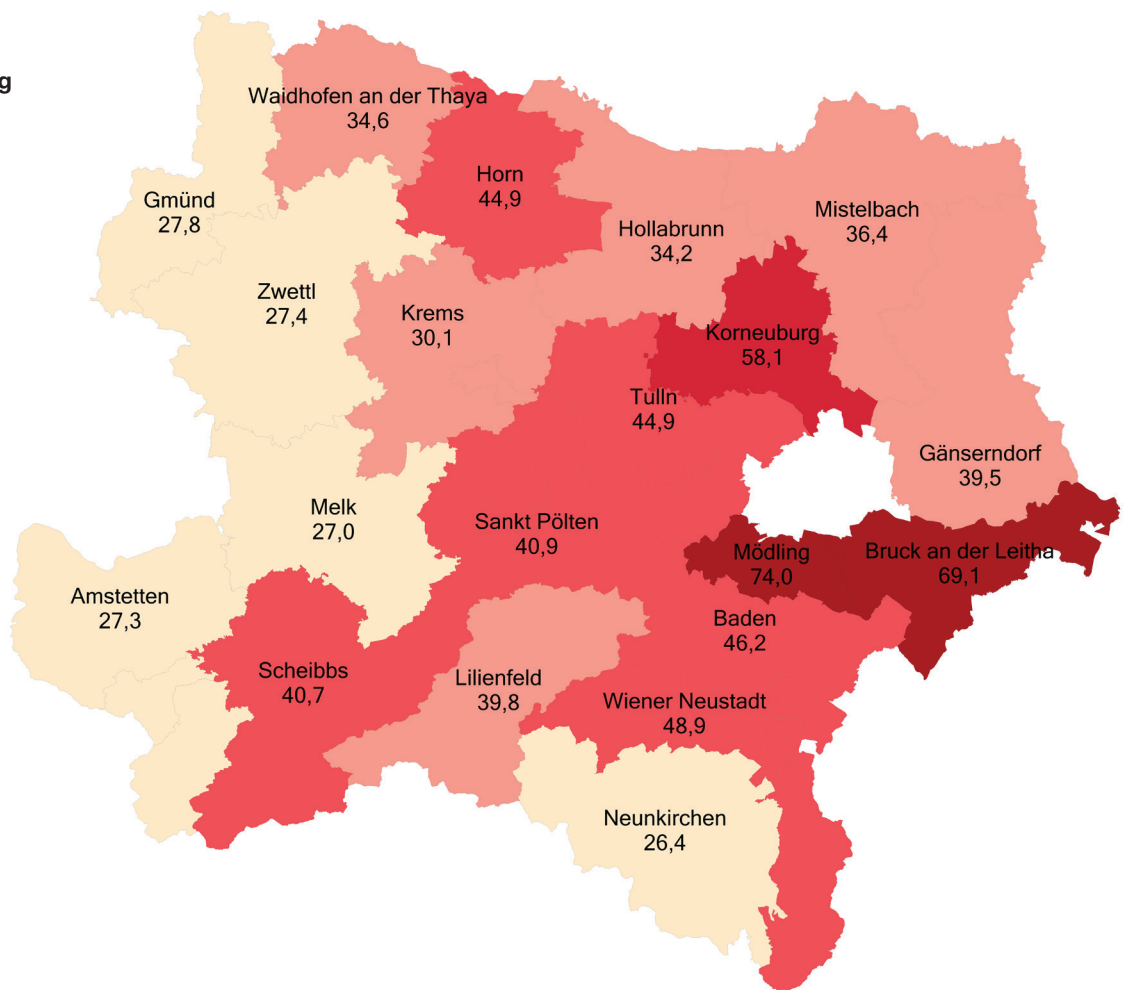 g
Waidhofen an der Thaya
34,6
Horn
44,9
Gmünd
27,8
Mistelbach
36,4
Hollabrunn
34,2
Zwettl
27,4
Krems
30,1
Korneuburg
58,1
Tulln
44,9
Gänserndorf
39,5
Melk
27,0
Sankt Pölten
40,9
Mödling
74,0
Bruck an der Leitha
69,1
Amstetten
27,3
Baden
46,2
Scheibbs
40,7
Lilienfeld
39,8
Wiener Neustadt
48,9
Neunkirchen
26,4